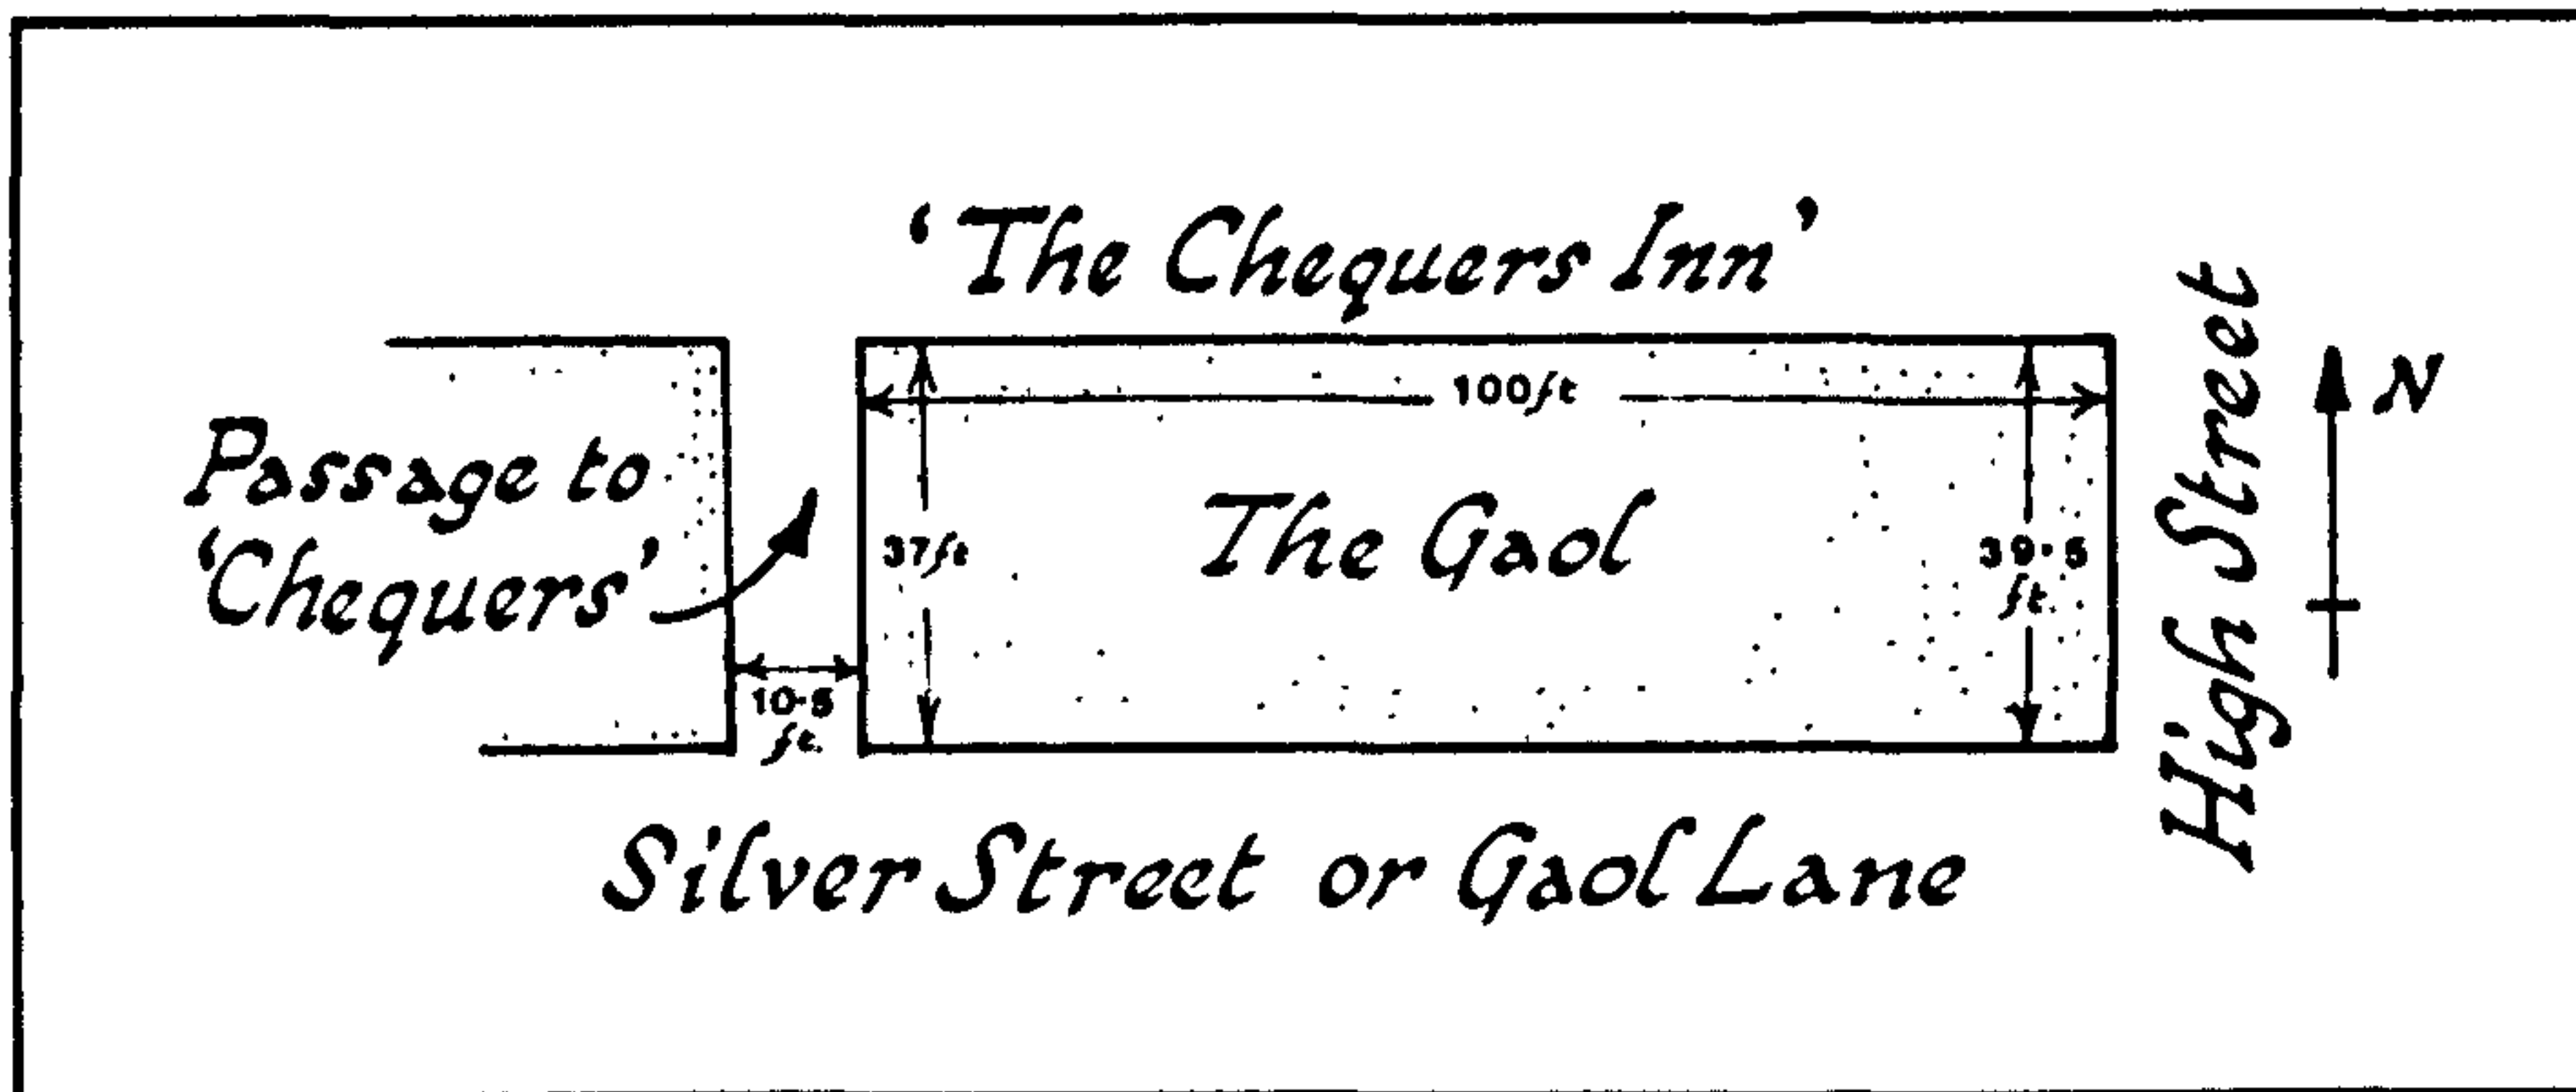 ‘The Chequers Inn’
100ft
Passage to
‘Chequers’
37ft
The Gaol
39·5
ft.
High Street
N
10·5
ft.
Silver Street or Gaol Lane